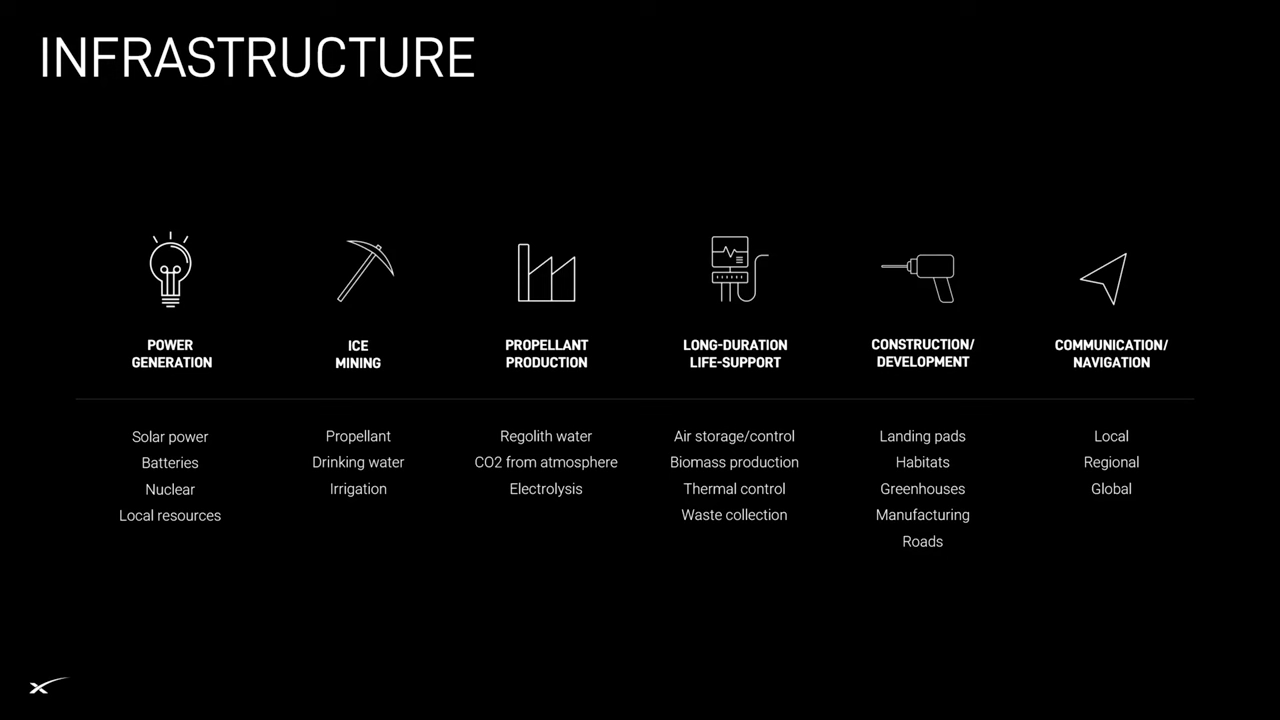 INFRASTRUCTURE
POWER
GENERATION
Solar power
Batteries
Nuclear
Local resources
ICE
MINING
Propellant
Drinking water
Irrigation
PROPELLANT
PRODUCTION
Regolith water
CO2 from atmosphere
Electrolysis
LONG-DURATION
LIFE-SUPPORT
Air storage/control
Biomass production
Thermal control
Waste collection
CONSTRUCTION/
DEVELOPMENT
Landing pads
Habitats
Greenhouses
Manufacturing
Roads
COMMUNICATION/
NAVIGATION
Local
Regional
Global